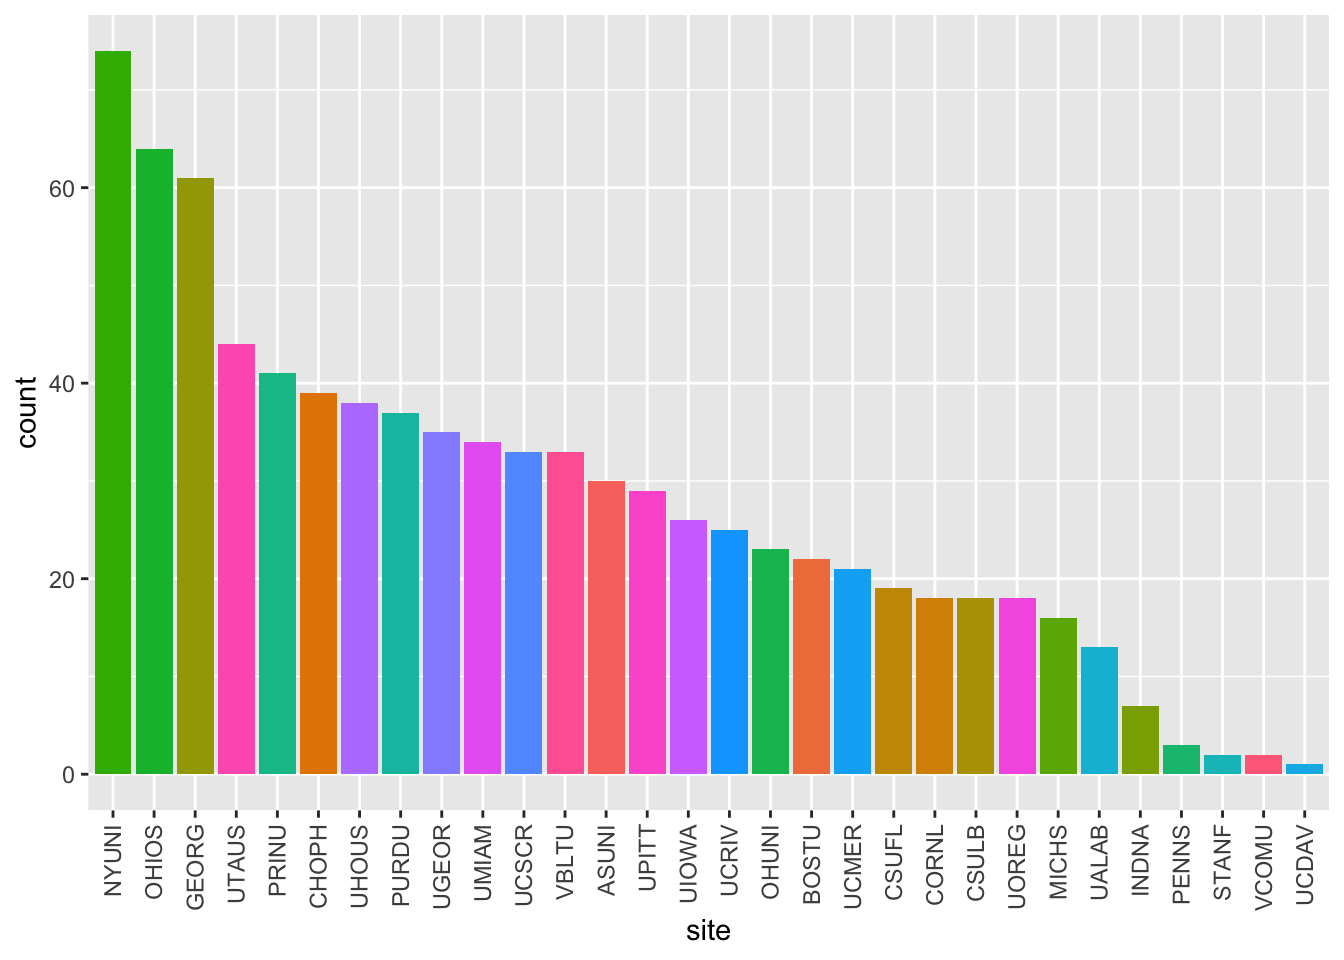 60
40
20
0
count
NYUNI
OHIOS
GEORG
UTAUS
PRINU
CHOPH
UHOUS
PURDU
UGEOR
UMIAM
UCSCR
VBLTU
ASUNI
UPITT
UIOWA
UCRIV
OHUNI
BOSTU
UCMER
CSUFL
CORNL
CSULB
UOREG
MICHS
UALAB
INDNA
PENNS
STANF
VCOMU
UCDAV
site